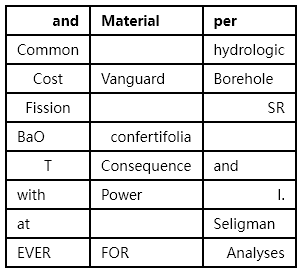 and Material per
Common hydrologic
Cost Vanguard Borehole
Fission SR
BaO confertifolia
T Consequence and
with Power I.
at Seligman
EVER FOR Analyses